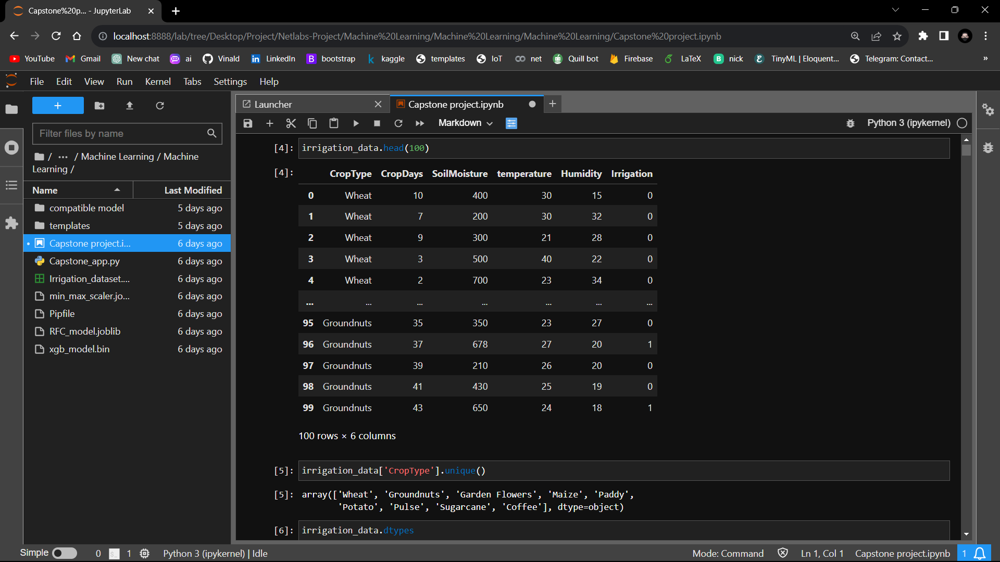 Capstone%20p... - JupyterLab
localhost:8888/lab/tree/Desktop/Project/Netlabs-Project/Machine%20Learning/Machine%20Learning/Machine%20Learning/Capstone%20project.ipynb
YouTube Gmail New chat ai Vinald LinkedIn bootstrap kaggle templates IoT net Quill bot Firebase LaTeX nick TinyML | Eloquent... Telegram: Contact... »
File Edit View Run Kernel Tabs Settings Help
Filter files by name
/ ··· / Machine Learning / Machine
Learning /
Name Last Modified
compatible model 5 days ago
templates 5 days ago
Capstone project.i... 6 days ago
Capstone_app.py 6 days ago
Irrigation_dataset.... 6 days ago
min_max_scaler.jo... 6 days ago
Pipfile 6 days ago
RFC_model.joblib 6 days ago
xgb_model.bin 6 days ago
Launcher Capstone project.ipynb
Markdown Python 3 (ipykernel)
[4]: irrigation_data.head(100)
[4]: CropType CropDays SoilMoisture temperature Humidity Irrigation
0 Wheat 10 400 30 15 0
1 Wheat 7 200 30 32 0
2 Wheat 9 300 21 28 0
3 Wheat 3 500 40 22 0
4 Wheat 2 700 23 34 0
... ... ... ... ... ... ...
95 Groundnuts 35 350 23 27 0
96 Groundnuts 37 678 27 20 1
97 Groundnuts 39 210 26 20 0
98 Groundnuts 41 430 25 19 0
99 Groundnuts 43 650 24 18 1
100 rows × 6 columns
[5]: irrigation_data['CropType'].unique()
[5]: array(['Wheat', 'Groundnuts', 'Garden Flowers', 'Maize', 'Paddy',
'Potato', 'Pulse', 'Sugarcane', 'Coffee'], dtype=object)
[6]: irrigation_data.dtypes
Simple 0 1 Python 3 (ipykernel) | Idle Mode: Command Ln 1, Col 1 Capstone project.ipynb 1